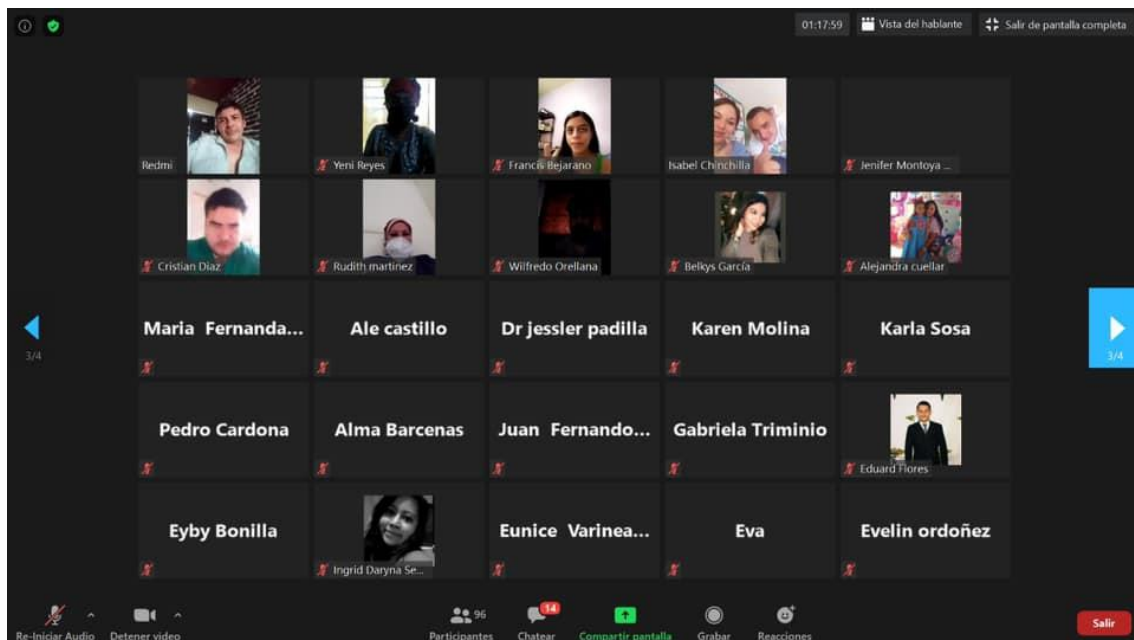 01:17:59 Vista del hablante Salir de pantalla completa
Redmi
Yeni Reyes
Francis Bejarano
Isabel Chinchilla
Jenifer Montoya ...
Cristian Diaz
Rudith martinez
Wilfredo Orellana
Belkys García
Alejandra cuellar
3/4
Maria Fernanda...
Ale castillo
Dr jessler padilla
Karen Molina
Karla Sosa
3/4
Pedro Cardona
Alma Barcenas
Juan Fernando...
Gabriela Triminio
Eduard Flores
Eyby Bonilla
Ingrid Daryna Se...
Eunice Varinea...
Eva
Evelin ordoñez
Re-Iniciar Audio
Detener video
96
Participantes
14
Chatear
Compartir pantalla
Grabar
Reacciones
Salir